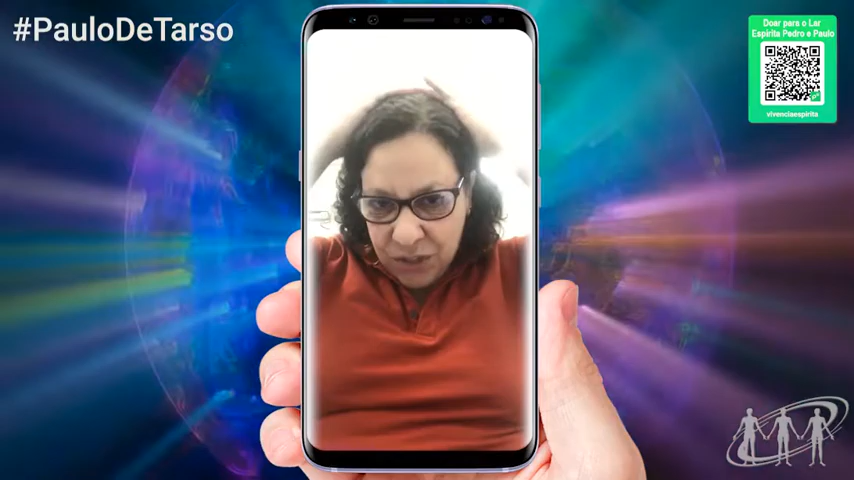 #PauloDeTarso
Doar para o Lar
Espírita Pedro e Paulo
vivenciaespirita